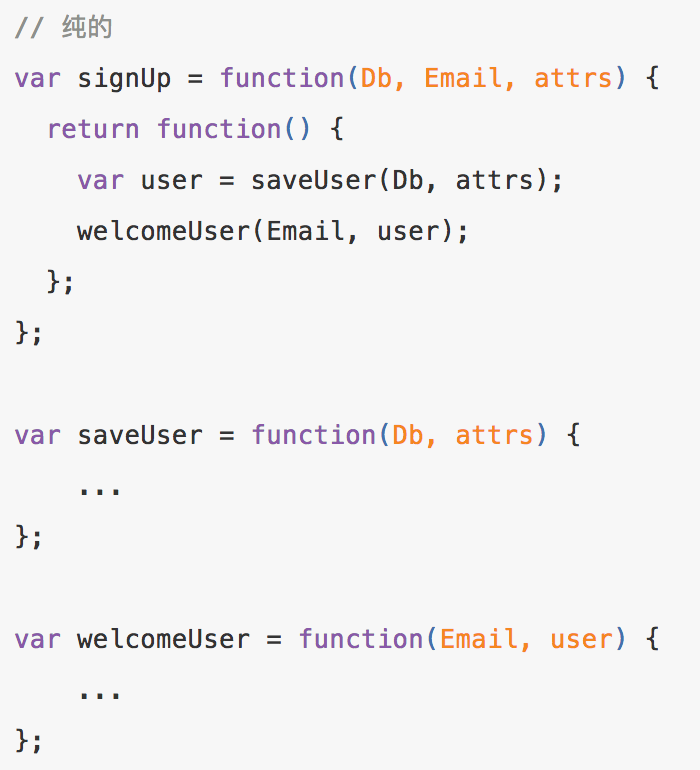 // 纯的
var signUp = function(Db, Email, attrs) {
  return function() {
    var user = saveUser(Db, attrs);
    welcomeUser(Email, user);
  };
};

var saveUser = function(Db, attrs) {
    ...
};

var welcomeUser = function(Email, user) {
    ...
};